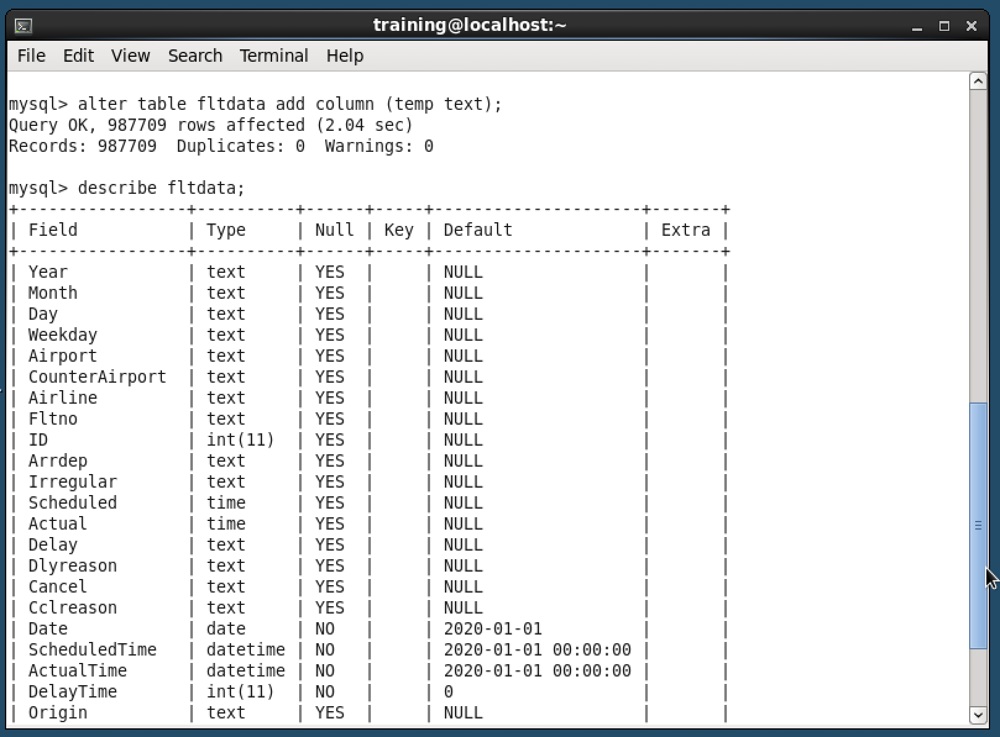 training@localhost:~
File Edit View Search Terminal Help
mysql> alter table fltdata add column (temp text);
Query OK, 987709 rows affected (2.04 sec)
Records: 987709  Duplicates: 0  Warnings: 0
mysql> describe fltdata;
+-----------------+----------+------+-----+---------------------+-------+
| Field           | Type     | Null | Key | Default             | Extra |
+-----------------+----------+------+-----+---------------------+-------+
| Year            | text     | YES  |     | NULL                |       |
| Month           | text     | YES  |     | NULL                |       |
| Day             | text     | YES  |     | NULL                |       |
| Weekday         | text     | YES  |     | NULL                |       |
| Airport         | text     | YES  |     | NULL                |       |
| CounterAirport  | text     | YES  |     | NULL                |       |
| Airline         | text     | YES  |     | NULL                |       |
| Fltno           | text     | YES  |     | NULL                |       |
| ID              | int(11)  | YES  |     | NULL                |       |
| Arrdep          | text     | YES  |     | NULL                |       |
| Irregular       | text     | YES  |     | NULL                |       |
| Scheduled       | time     | YES  |     | NULL                |       |
| Actual          | time     | YES  |     | NULL                |       |
| Delay           | text     | YES  |     | NULL                |       |
| Dlyreason       | text     | YES  |     | NULL                |       |
| Cancel          | text     | YES  |     | NULL                |       |
| Cclreason       | text     | YES  |     | NULL                |       |
| Date            | date     | NO   |     | 2020-01-01          |       |
| ScheduledTime   | datetime | NO   |     | 2020-01-01 00:00:00 |       |
| ActualTime      | datetime | NO   |     | 2020-01-01 00:00:00 |       |
| DelayTime       | int(11)  | NO   |     | 0                   |       |
| Origin          | text     | YES  |     | NULL                |       |